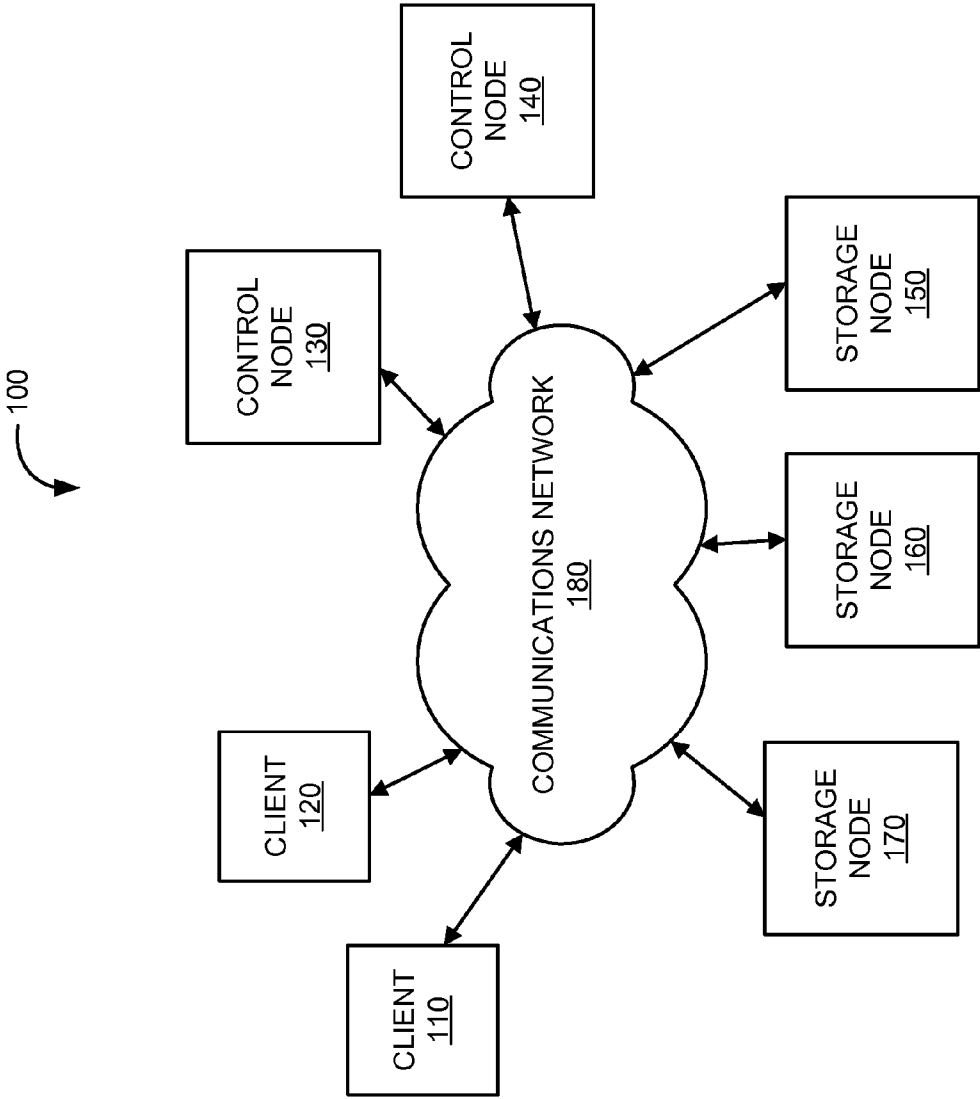 100
CLIENT
110
CLIENT
120
CONTROL
NODE
130
CONTROL
NODE
140
COMMUNICATIONS NETWORK
180
STORAGE
NODE
170
STORAGE
NODE
160
STORAGE
NODE
150